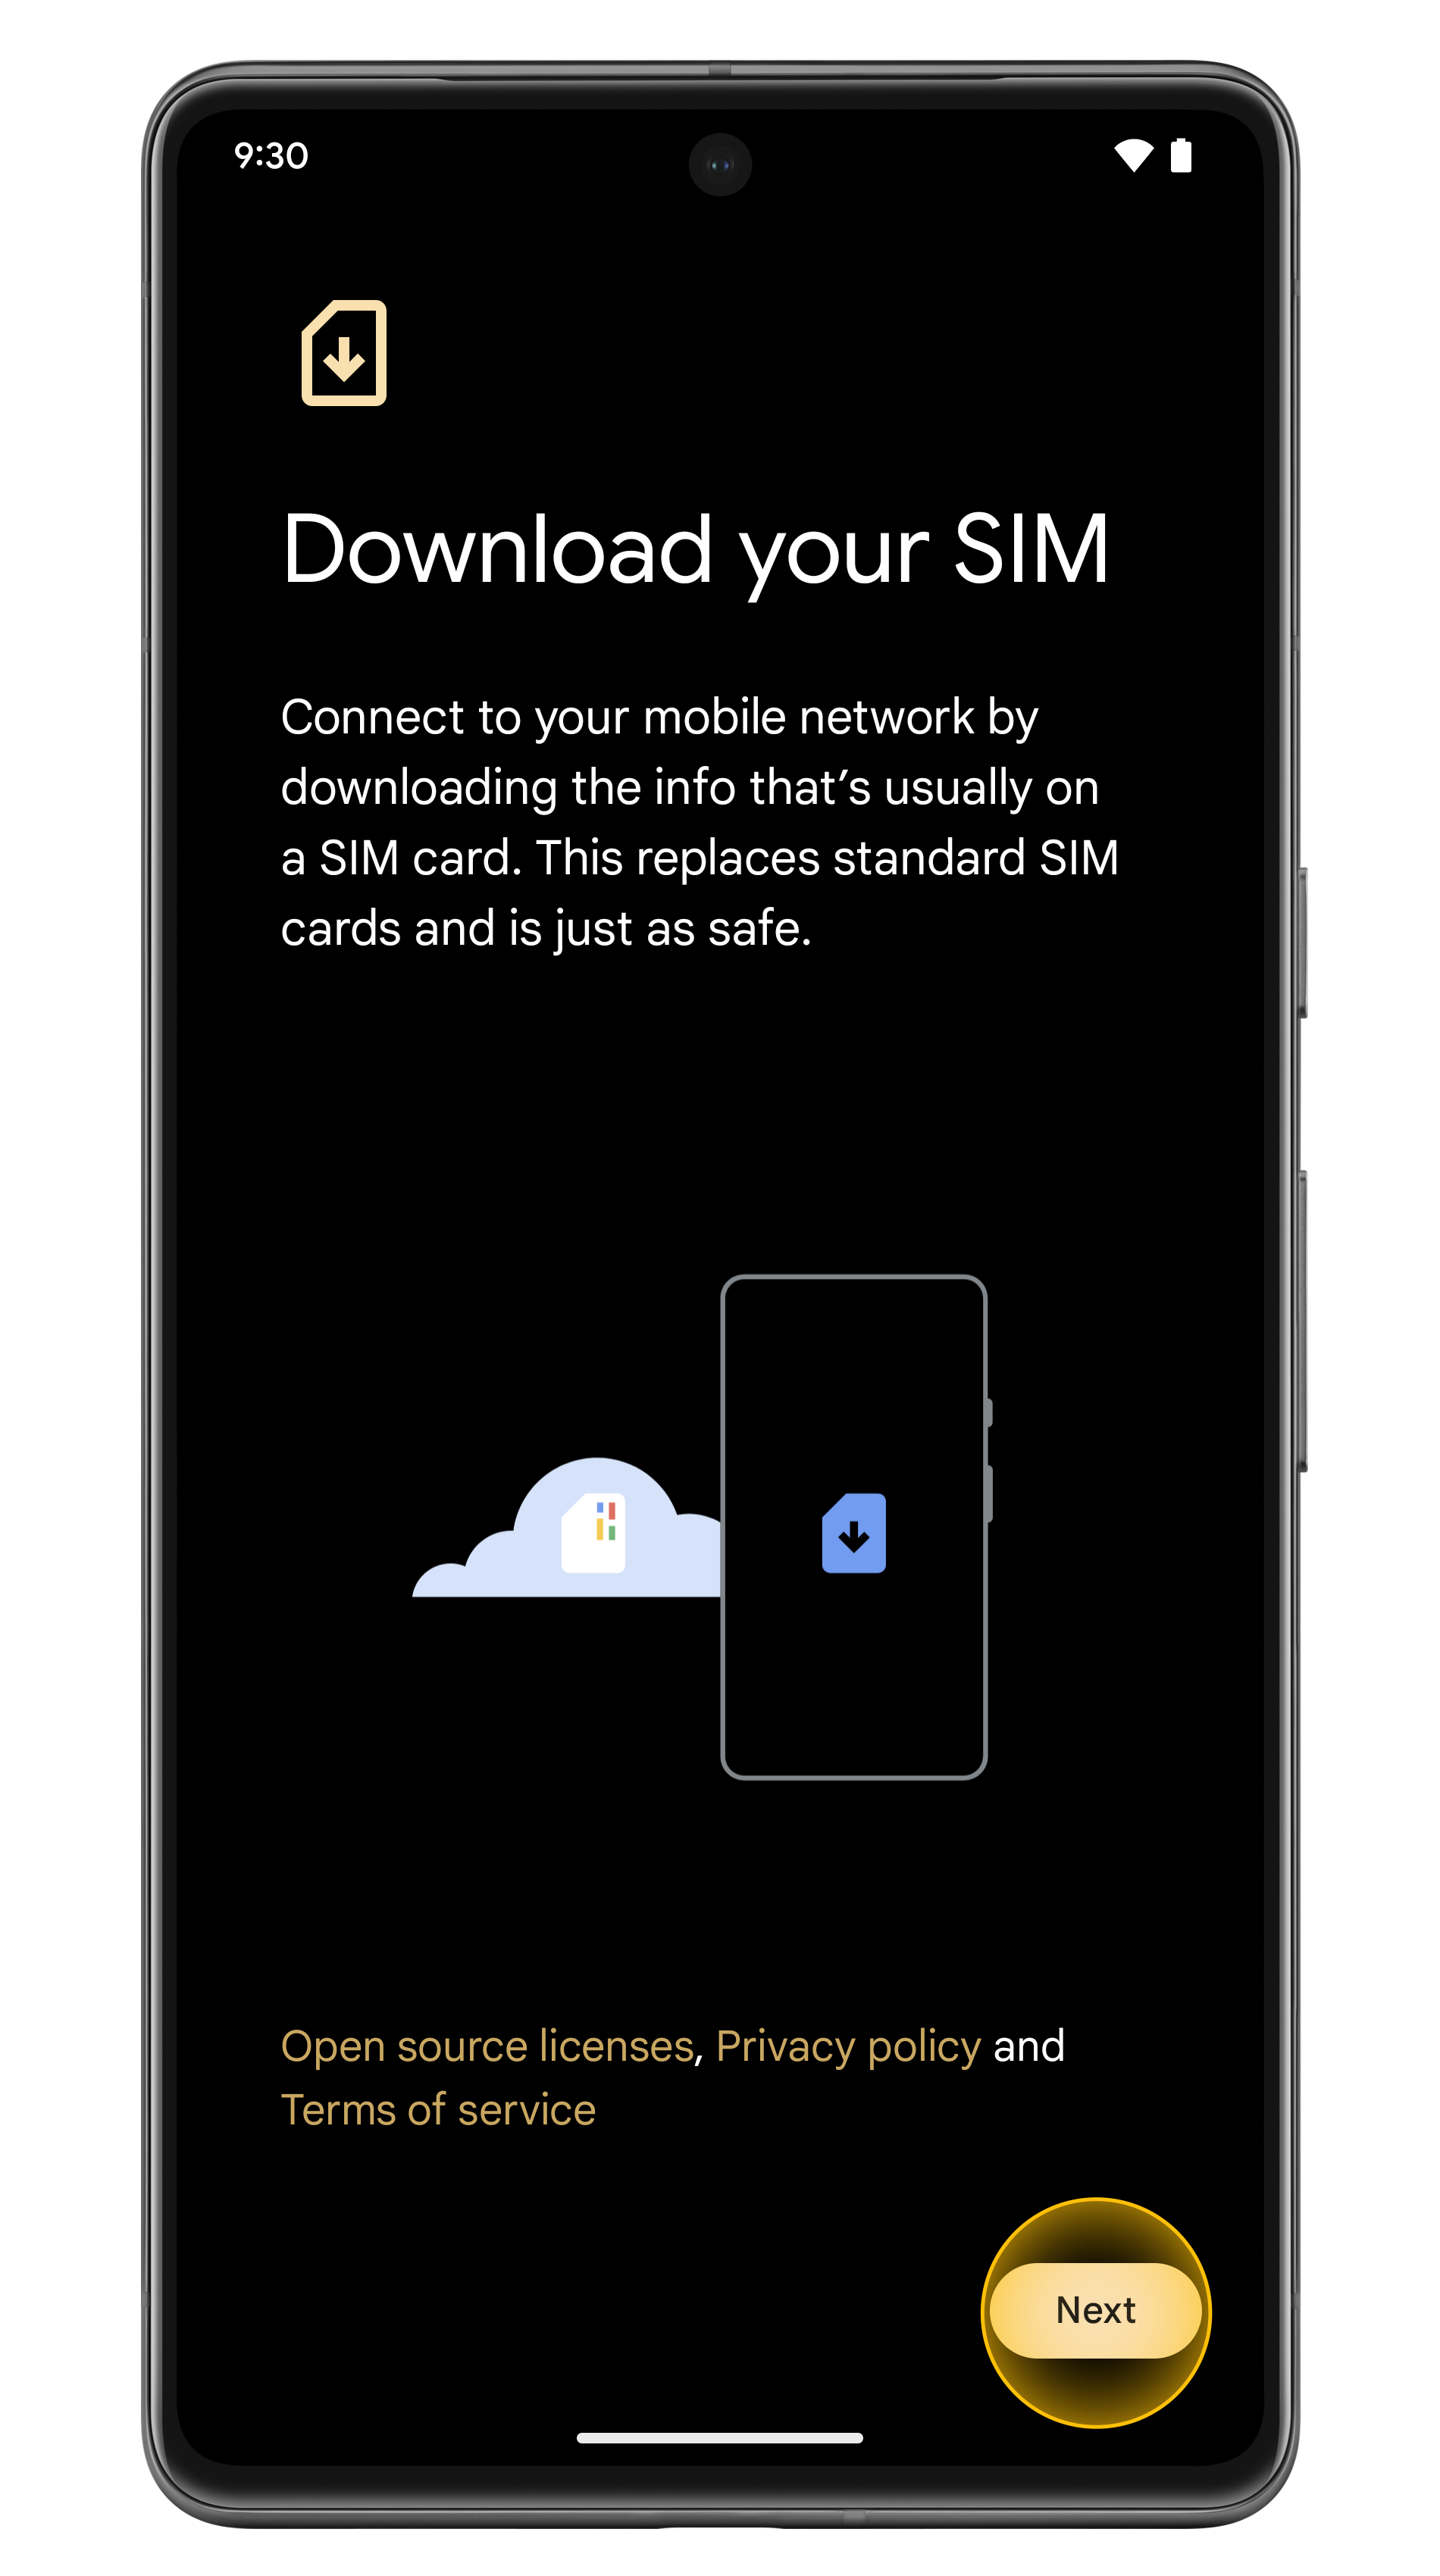 9:30
Download your SIM
Connect to your mobile network by
downloading the info that’s usually on
a SIM card. This replaces standard SIM
cards and is just as safe.
Open source licenses, Privacy policy and
Terms of service
Next